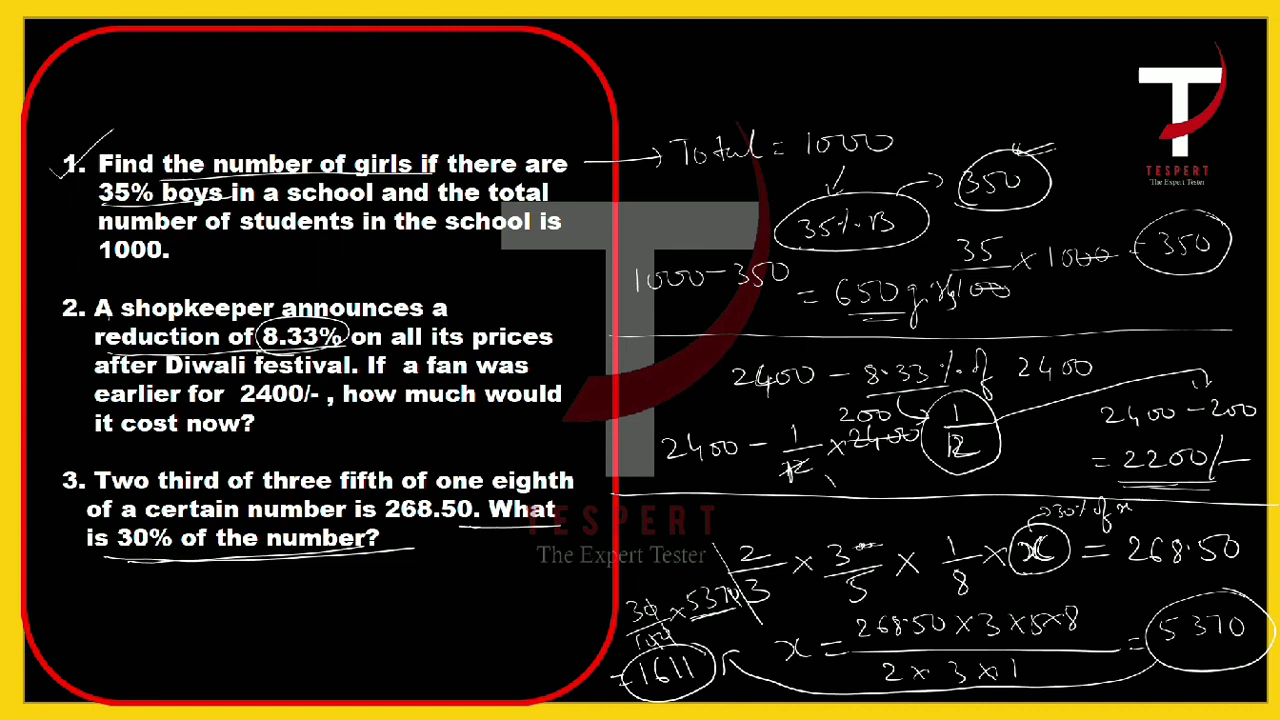 1. Find the number of girls if there are
35% boys in a school and the total
number of students in the school is
1000.
2. A shopkeeper announces a
reduction of 8.33% on all its prices
after Diwali festival. If a fan was
earlier for 2400/- , how much would
it cost now?
3. Two third of three fifth of one eighth
of a certain number is 268.50. What
is 30% of the number?
Total = 1000
35% B
350
35/100 × 1000 = 350
1000 - 350
= 650 girls
2400 - 8.33% of 2400
200
2400 - 1/12 × 2400
1/12
2400 - 200
= 2200/-
30% of x
2/3 × 3/5 × 1/8 × x = 268.50
x = 268.50 × 3 × 5 × 8 / 2 × 3 × 1 = 5370
30/100 × 5370
= 1611
T
TESPERT
The Expert Tester
TESPERT
The Expert Tester